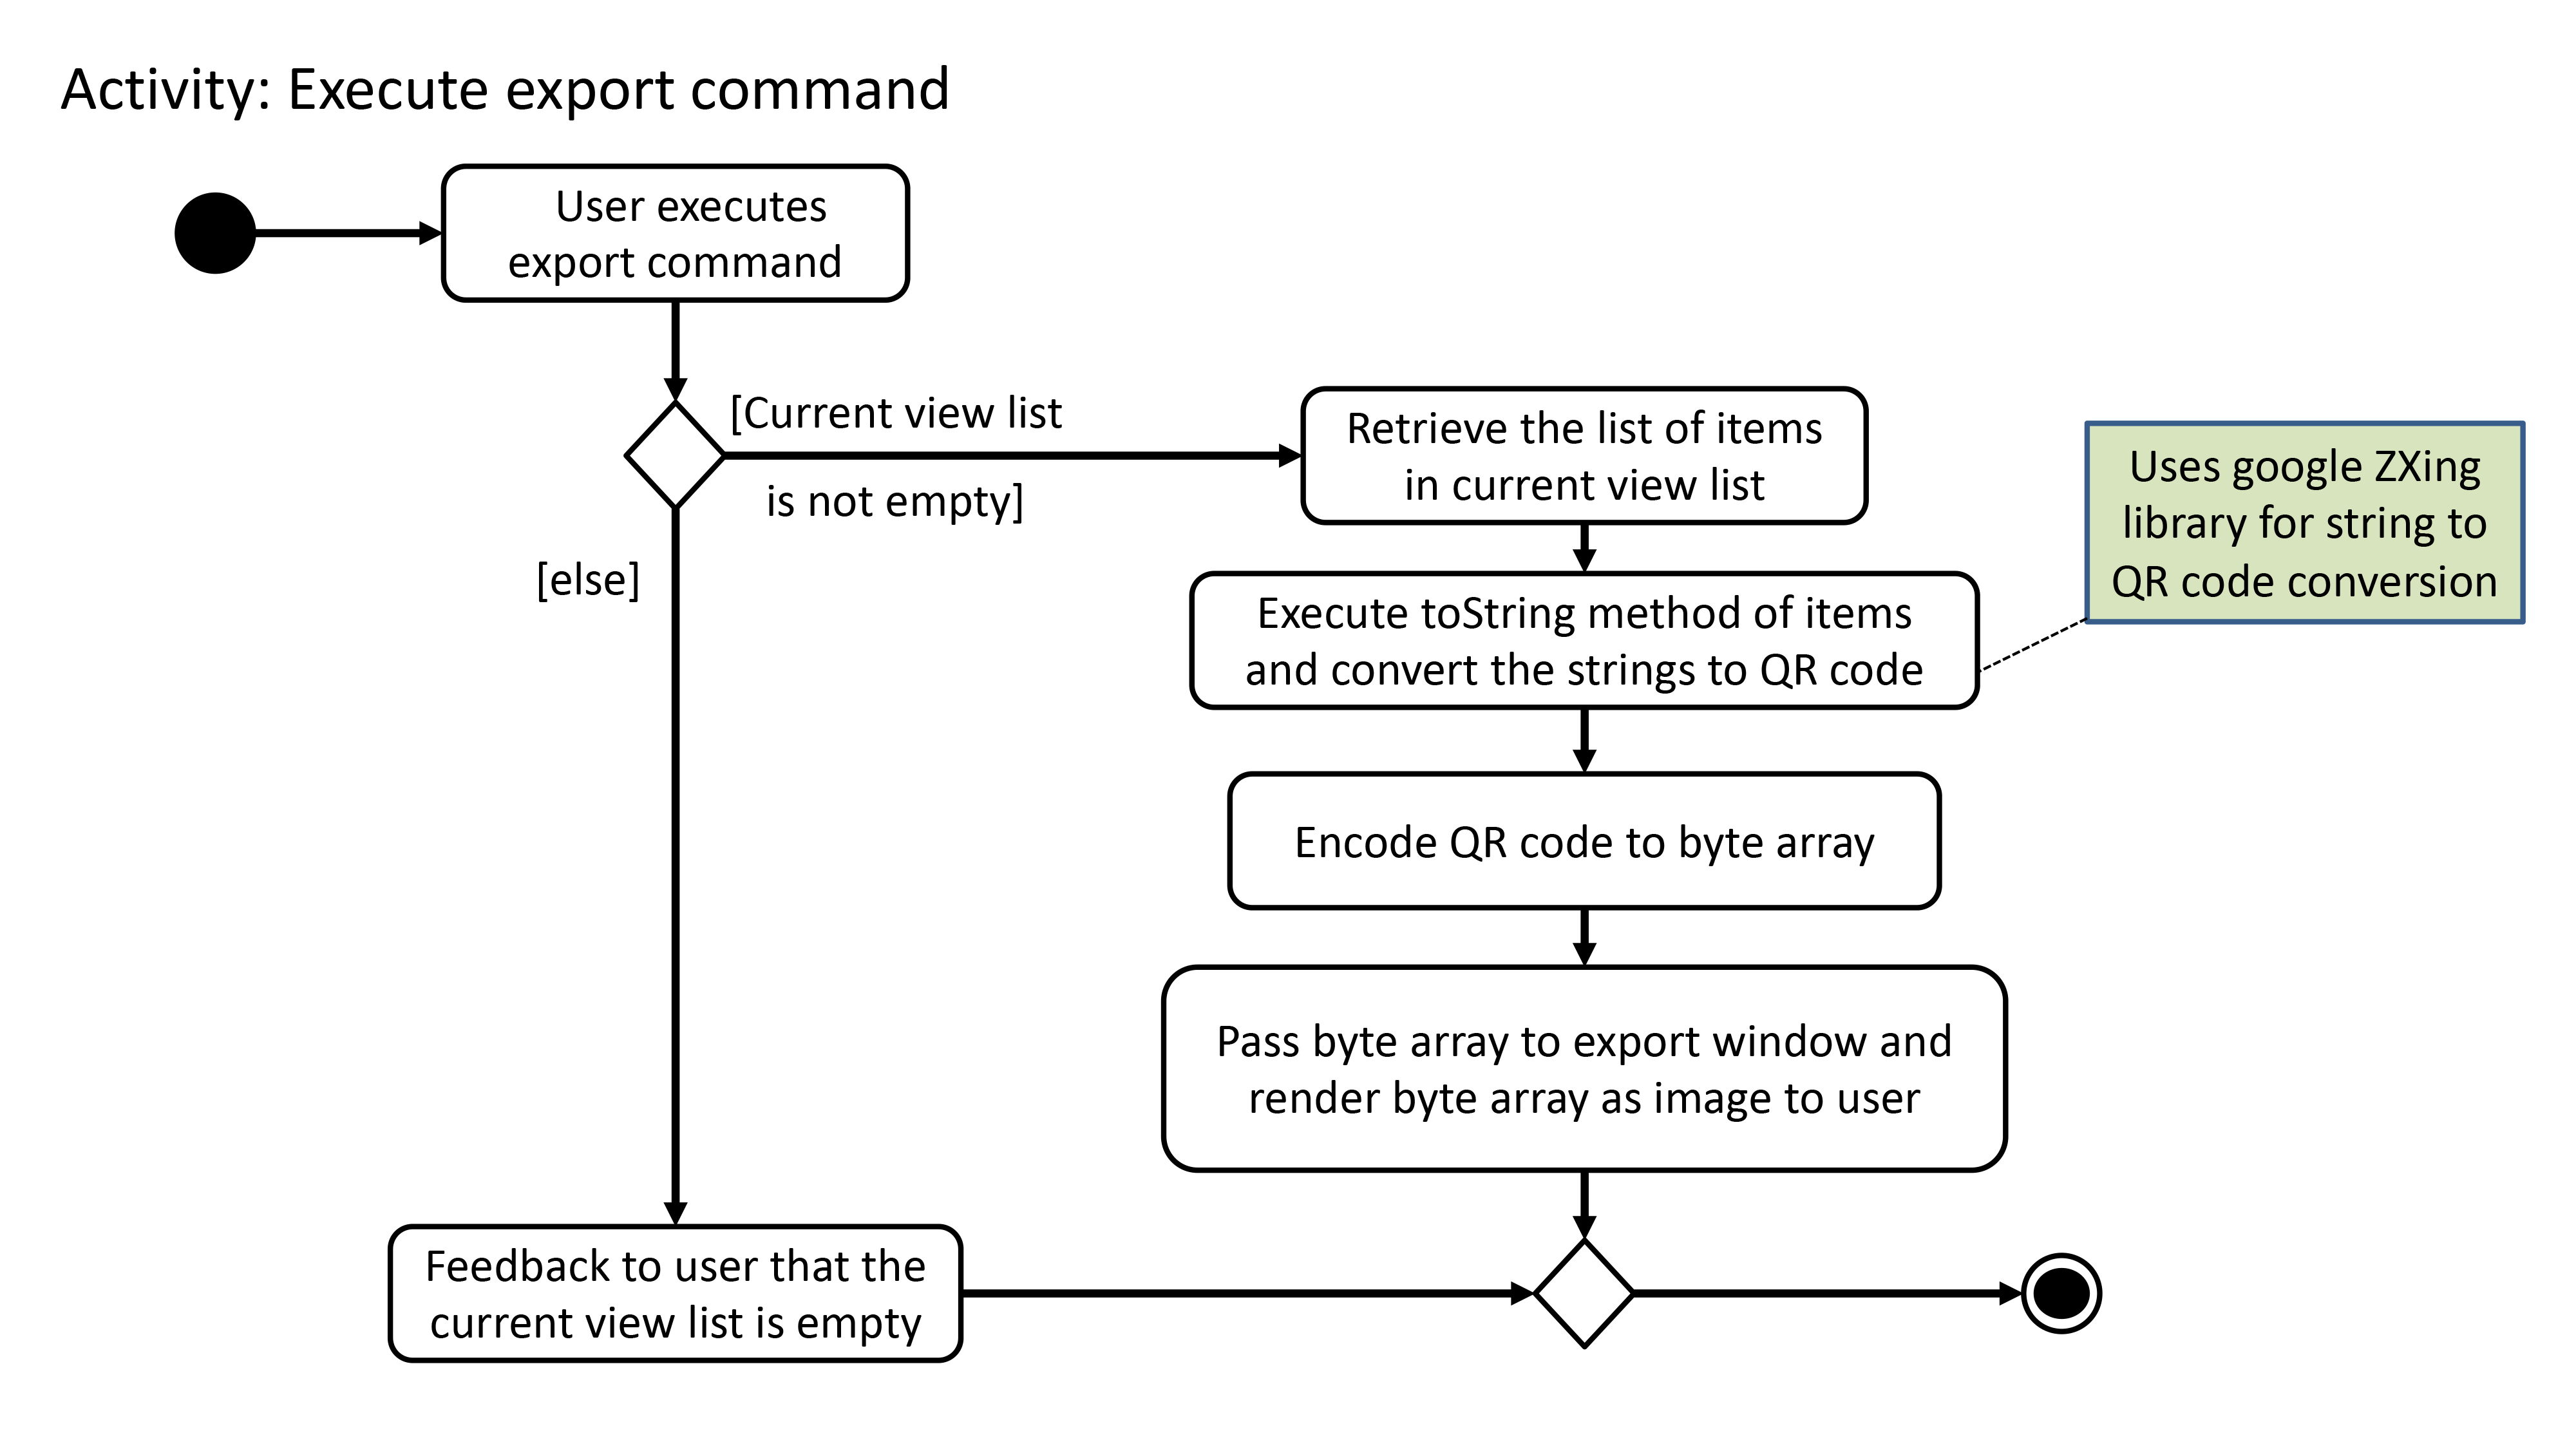 Activity: Execute export command
User executes
export command
[Current view list
is not empty]
[else]
Retrieve the list of items
in current view list
Uses google ZXing
library for string to
QR code conversion
Execute toString method of items
and convert the strings to QR code
Encode QR code to byte array
Pass byte array to export window and
render byte array as image to user
Feedback to user that the
current view list is empty